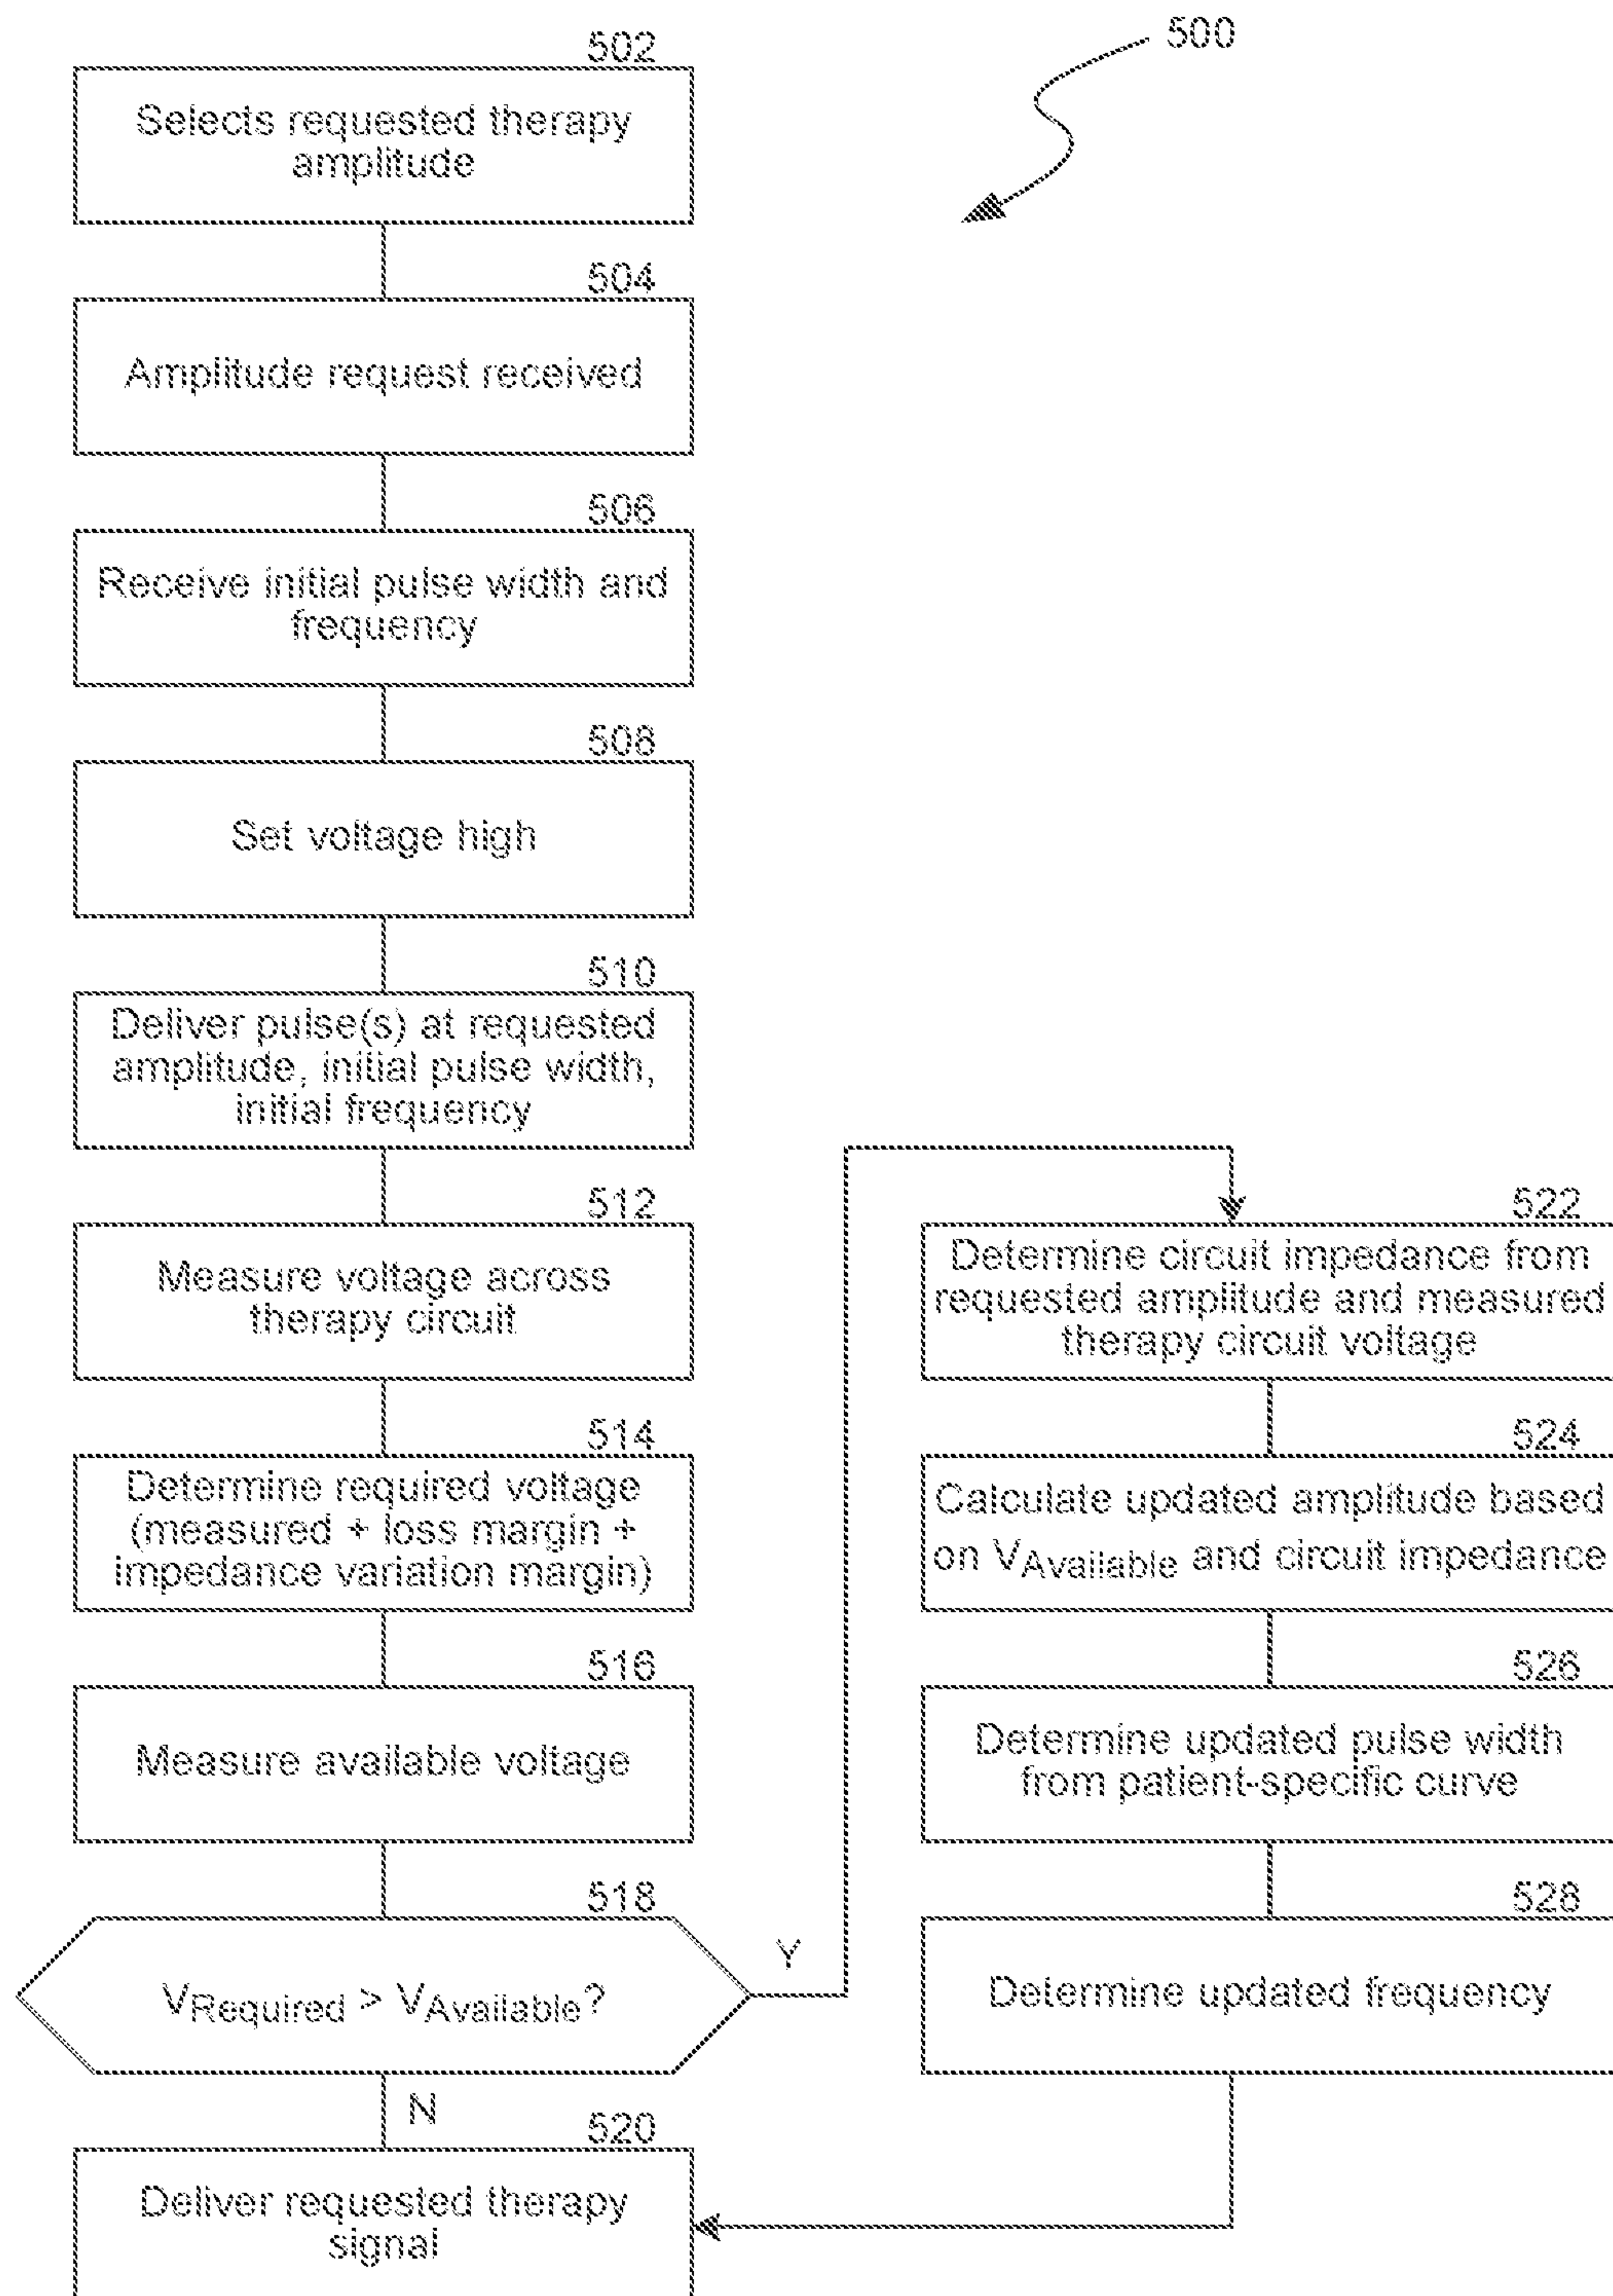 500
502
Selects requested therapy
amplitude
504
Amplitude request received
506
Receive initial pulse width and
frequency
508
Set voltage high
510
Deliver pulse(s) at requested
amplitude, initial pulse width,
initial frequency
512
Measure voltage across
therapy circuit
514
Determine required voltage
(measured + loss margin +
impedance variation margin)
516
Measure available voltage
518
VRequired > VAvailable?
Y
N
520
Deliver requested therapy
signal
522
Determine circuit impedance from
requested amplitude and measured
therapy circuit voltage
524
Calculate updated amplitude based
on VAvailable and circuit impedance
526
Determine updated pulse width
from patient-specific curve
528
Determine updated frequency